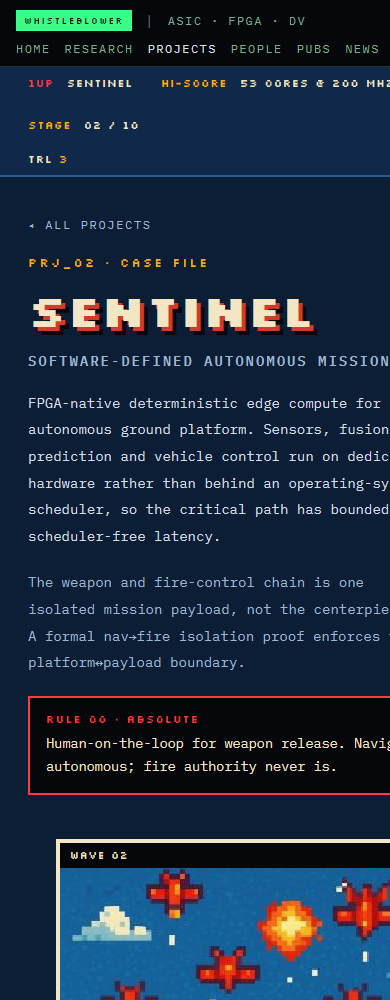 WHISTLEBLOWER | ASIC · FPGA · DV
HOME RESEARCH PROJECTS PEOPLE PUBS NEWS
1UP SENTINEL HI-SCORE 53 CORES @ 200 MHZ
STAGE 02 / 10
TRL 3
◂ ALL PROJECTS
PRJ_02 · CASE FILE
SENTINEL
SOFTWARE-DEFINED AUTONOMOUS MISSION
FPGA-native deterministic edge compute for
autonomous ground platform. Sensors, fusion
prediction and vehicle control run on dedic
hardware rather than behind an operating-sy
scheduler, so the critical path has bounded
scheduler-free latency.
The weapon and fire-control chain is one
isolated mission payload, not the centerpie
A formal nav→fire isolation proof enforces
platform↔payload boundary.
RULE 00 · ABSOLUTE
Human-on-the-loop for weapon release. Navig
autonomous; fire authority never is.
WAVE 02